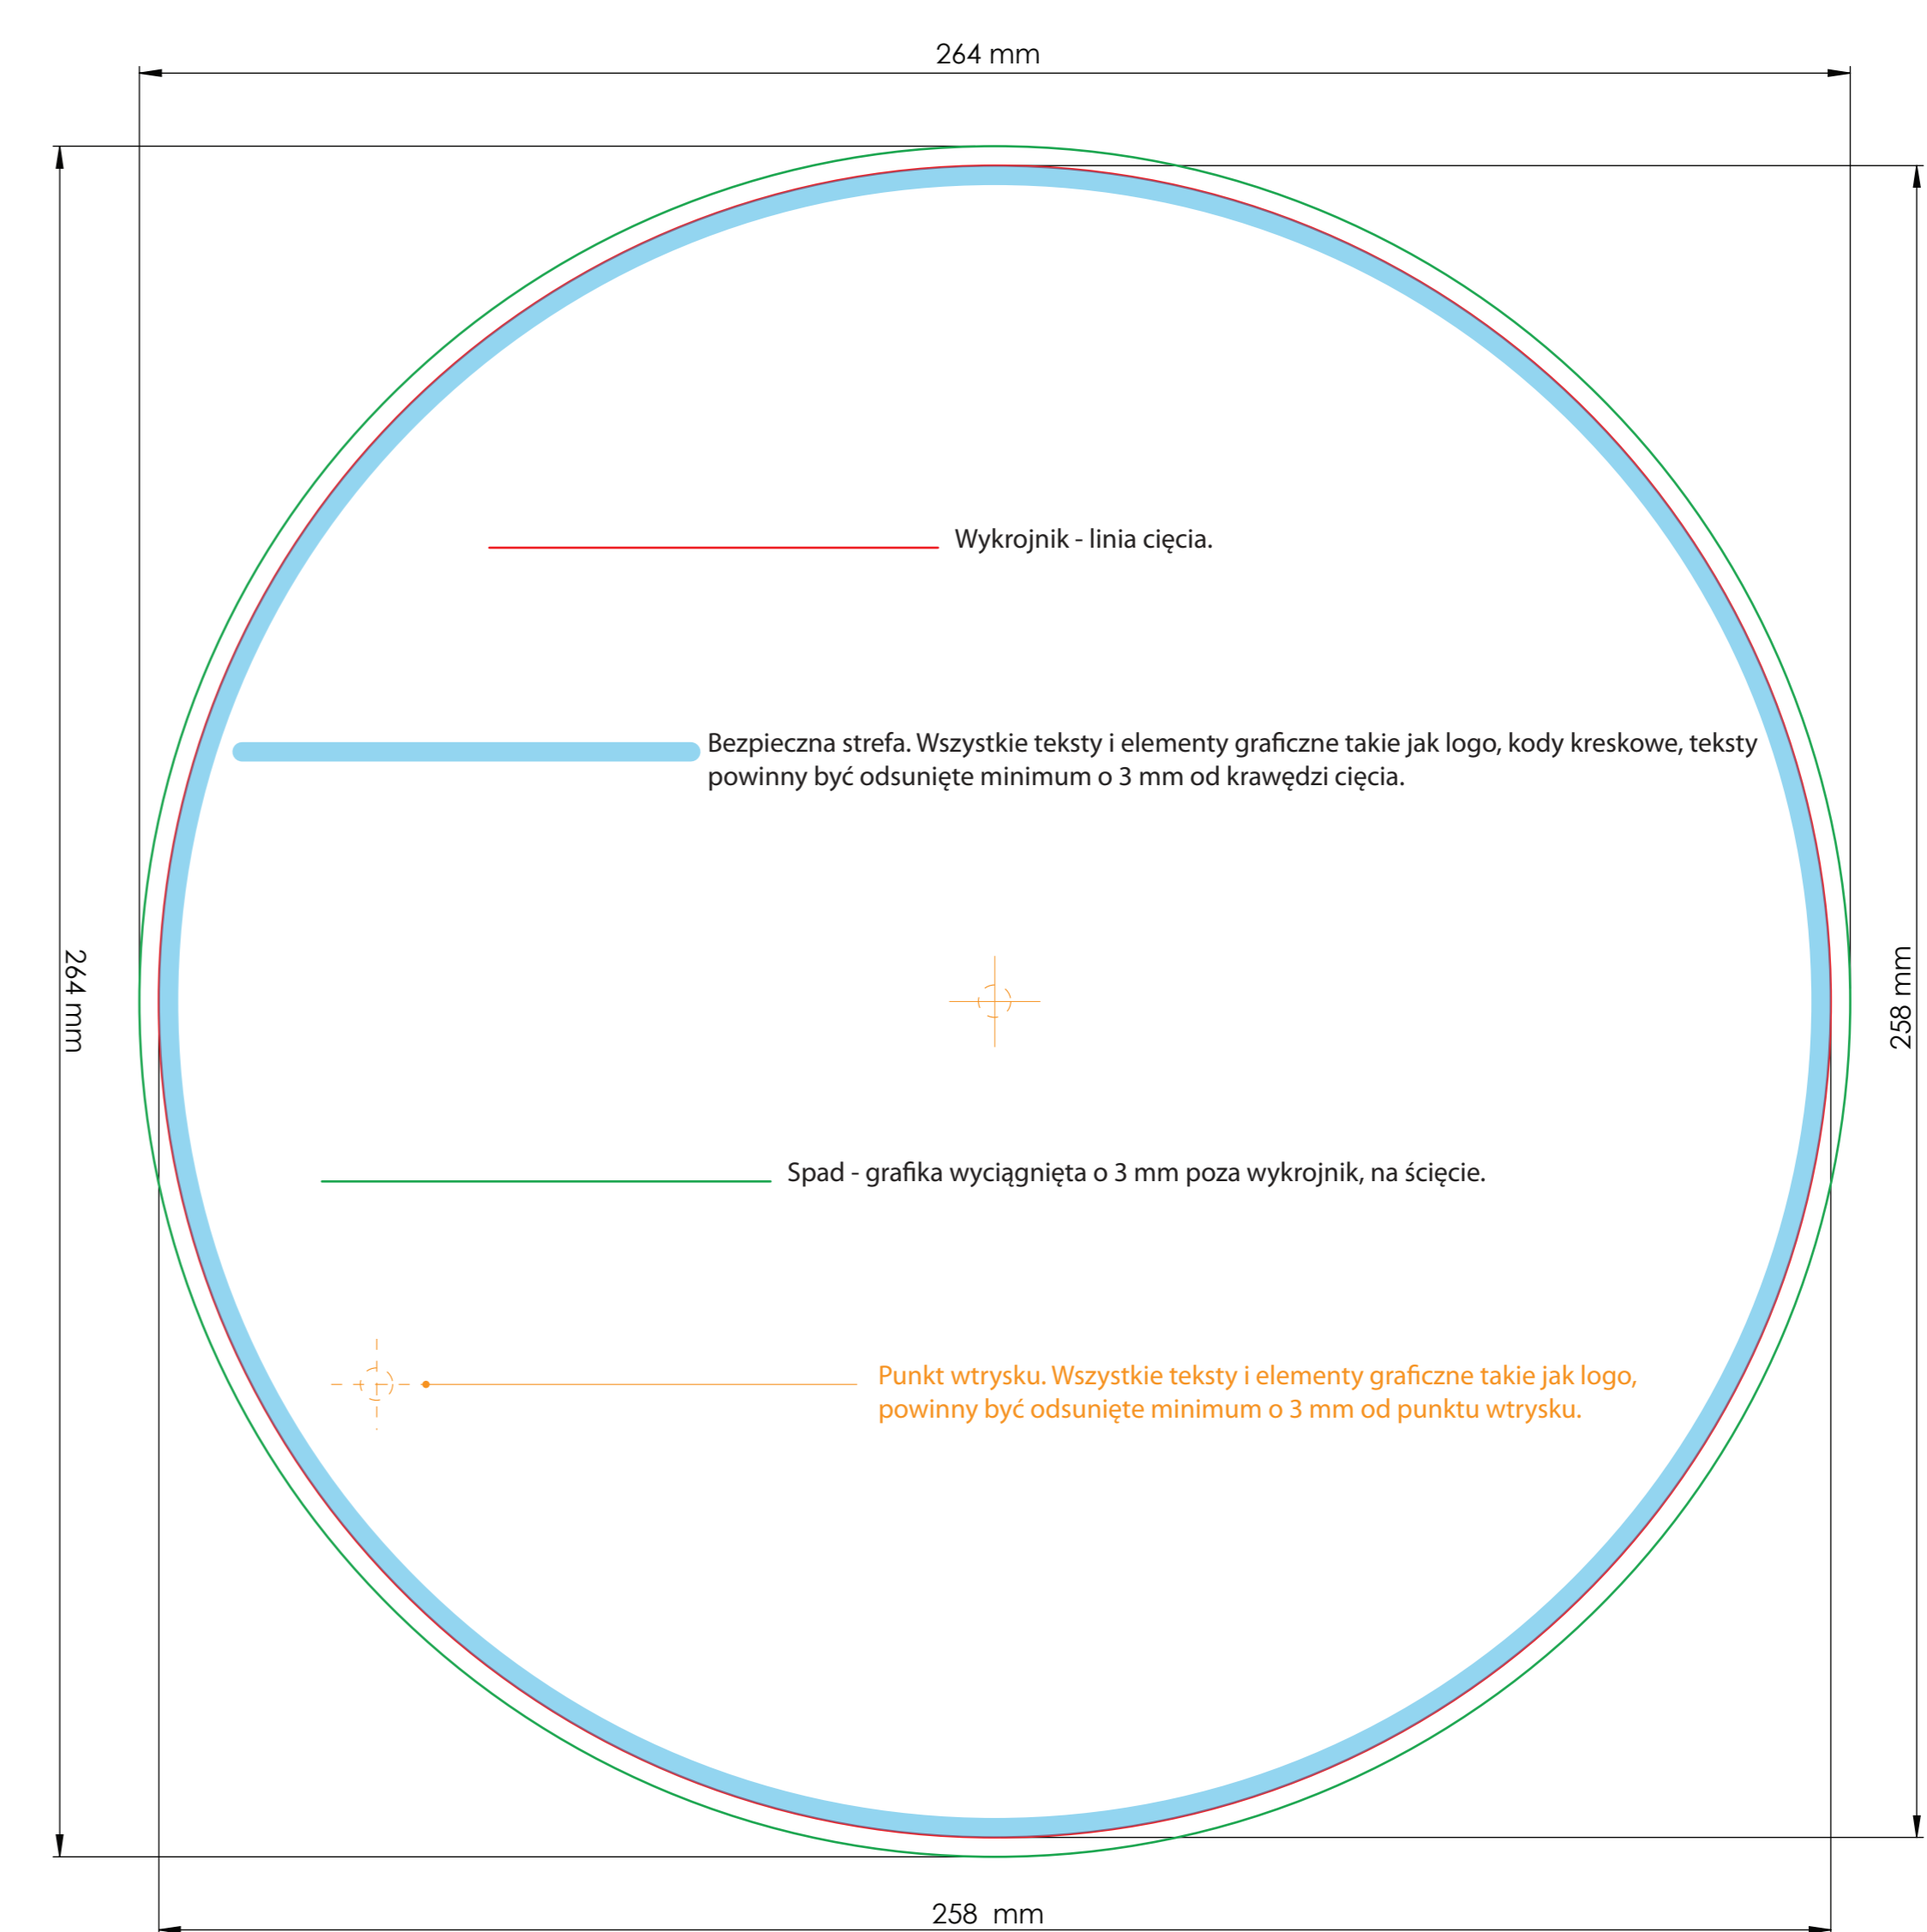 264 mm
Wykrojnik - linia cięcia.
Bezpieczna strefa. Wszystkie teksty i elementy graficzne takie jak logo, kody kreskowe, teksty
powinny być odsunięte minimum o 3 mm od krawędzi cięcia.
264 mm
258 mm
Spad - grafika wyciągnięta o 3 mm poza wykrojnik, na ścięcie.
Punkt wtrysku. Wszystkie teksty i elementy graficzne takie jak logo,
powinny być odsunięte minimum o 3 mm od punktu wtrysku.
258 mm